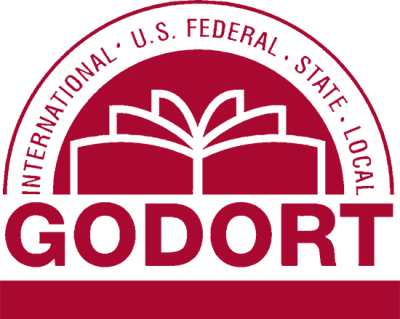 INTERNATIONAL · U.S. FEDERAL · STATE · LOCAL
GODORT